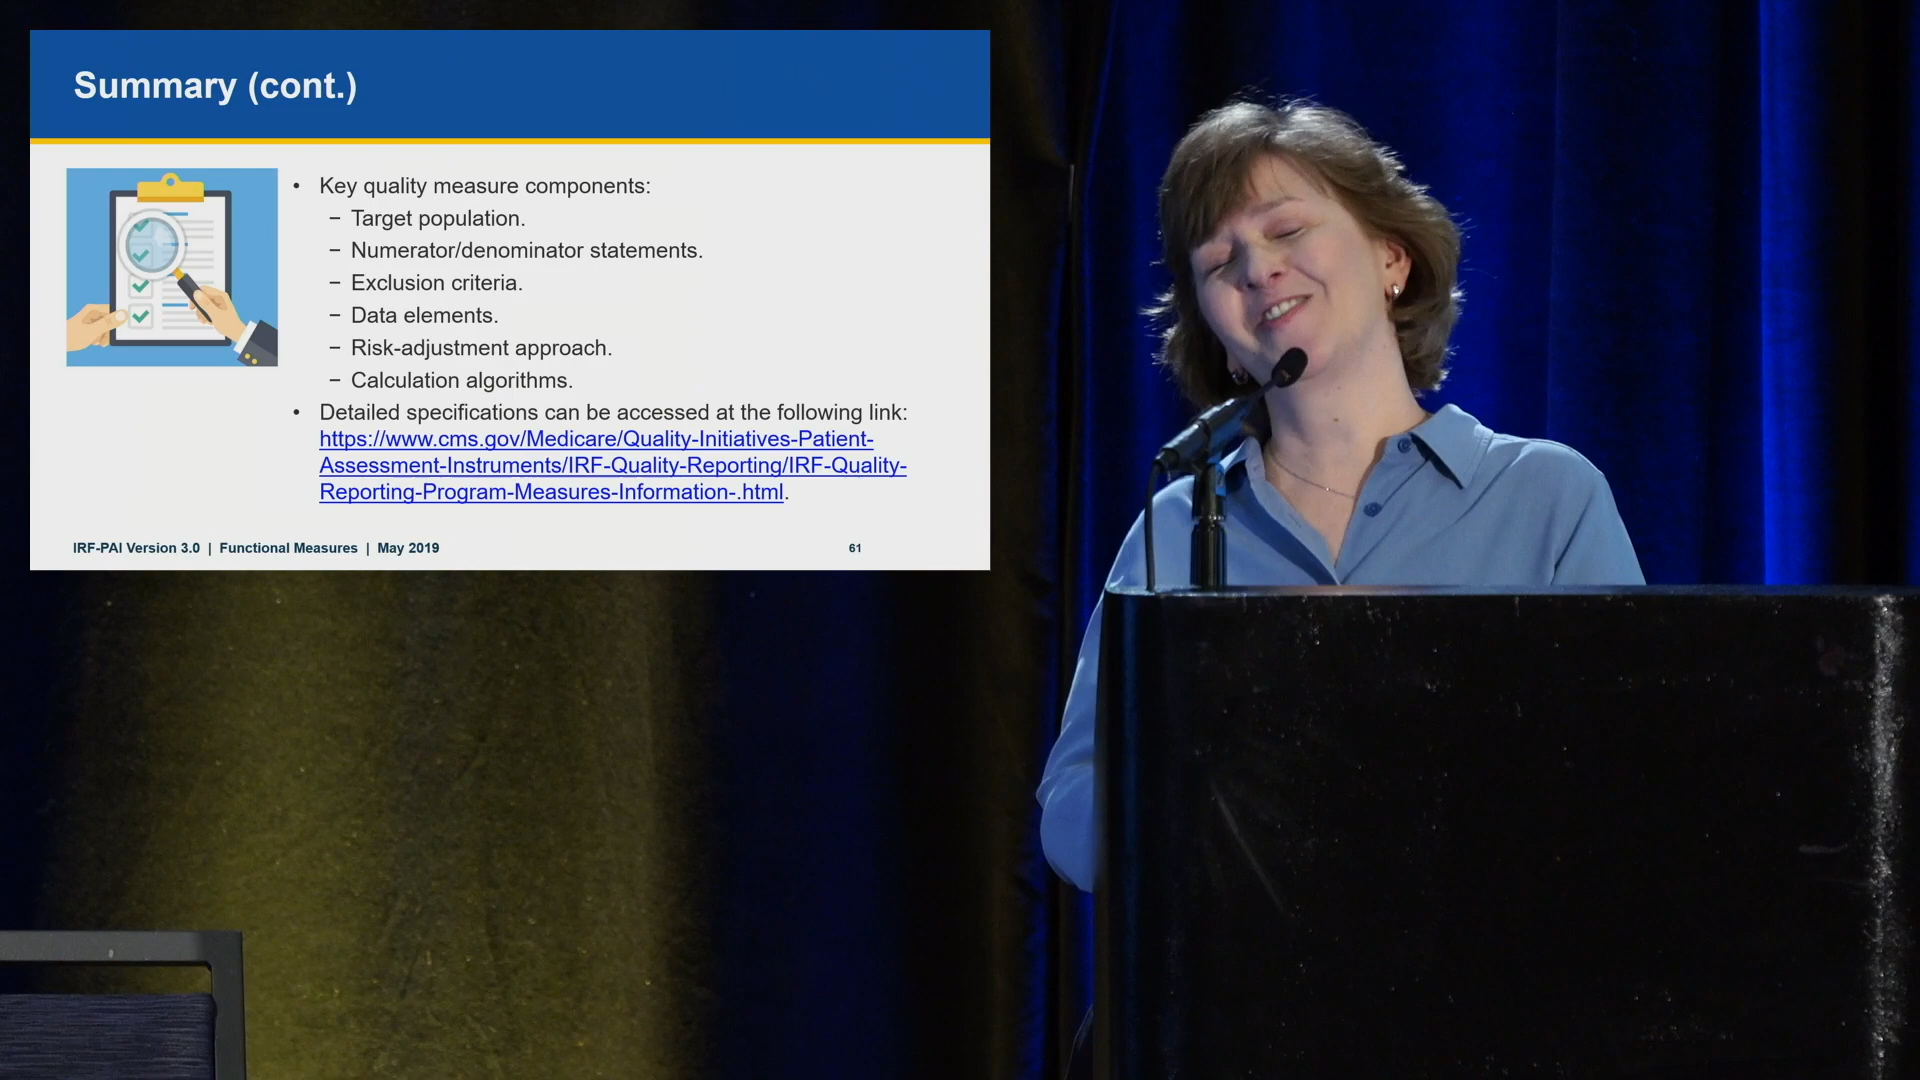 Summary (cont.)
• Key quality measure components:
− Target population.
− Numerator/denominator statements.
− Exclusion criteria.
− Data elements.
− Risk-adjustment approach.
− Calculation algorithms.
• Detailed specifications can be accessed at the following link:
https://www.cms.gov/Medicare/Quality-Initiatives-Patient-
Assessment-Instruments/IRF-Quality-Reporting/IRF-Quality-
Reporting-Program-Measures-Information-.html.
IRF-PAI Version 3.0 | Functional Measures | May 2019
61